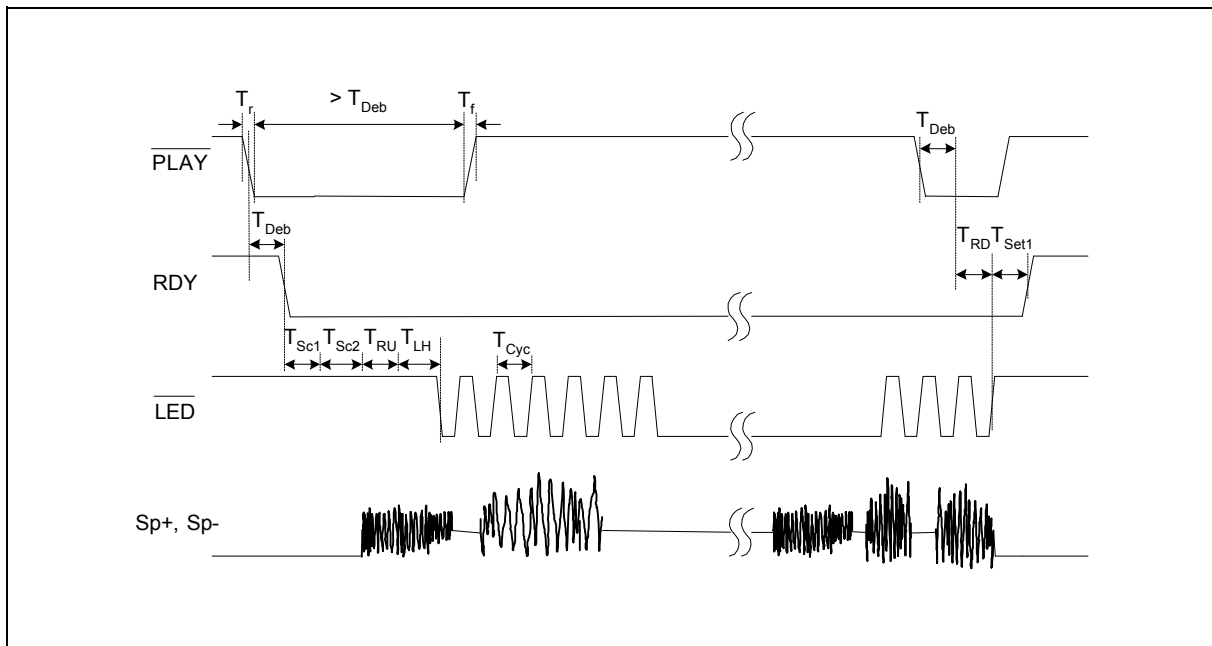 Tr
> TDeb
Tf
TDeb
PLAY
TDeb
TRD TSet1
RDY
TSc1 TSc2 TRU TLH
TCyc
LED
Sp+, Sp-